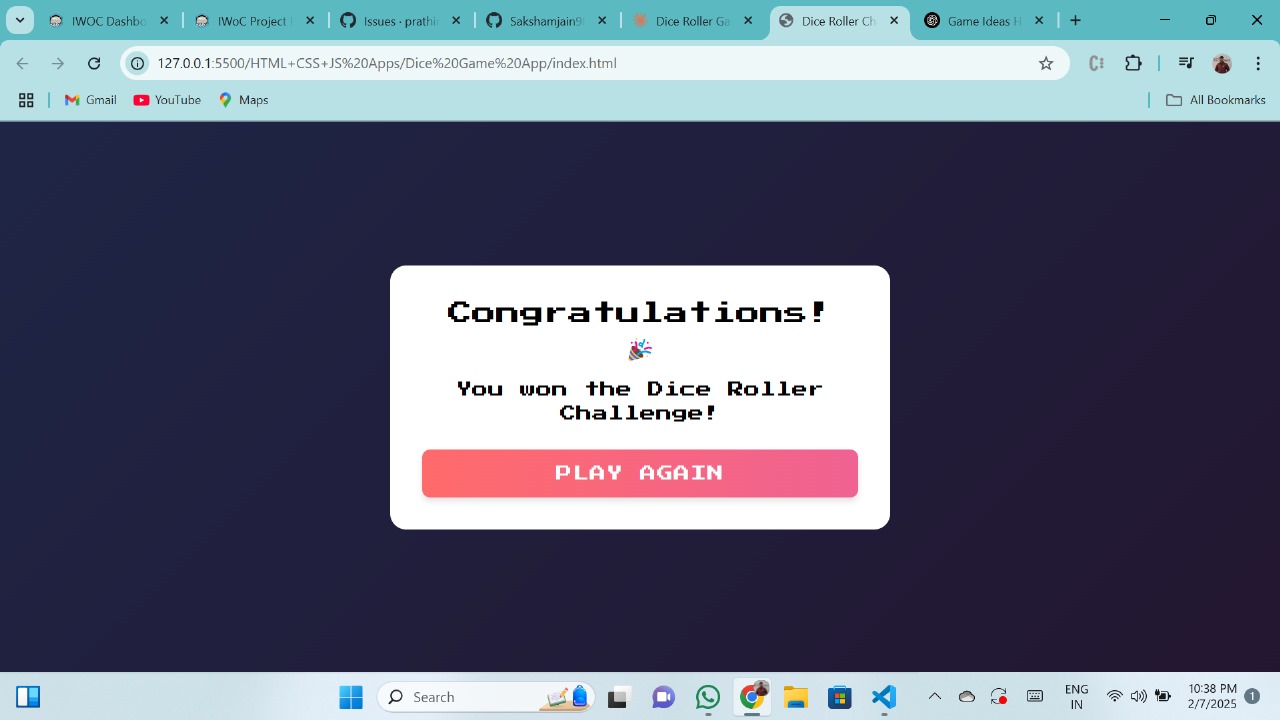 IWOC Dashbo
IWoC Project
Issues · prathi
Sakshamjain9
Dice Roller Ga
Dice Roller Ch
Game Ideas H
127.0.0.1:5500/HTML+CSS+JS%20Apps/Dice%20Game%20App/index.html
Gmail
YouTube
Maps
All Bookmarks
Congratulations!
🎉
You won the Dice Roller
Challenge!
PLAY AGAIN
Search
ENG
IN
10:38 PM
2/7/2025
1